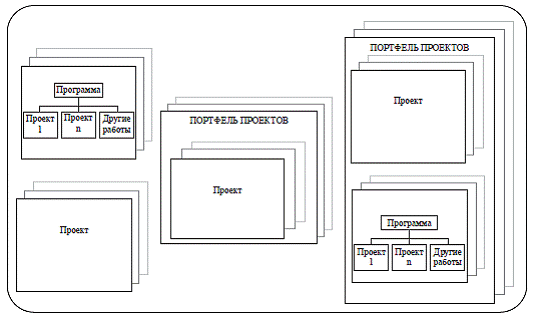 Программа
Проект
1
Проект
n
Другие
работы
Проект
ПОРТФЕЛЬ ПРОЕКТОВ
Проект
ПОРТФЕЛЬ ПРОЕКТОВ
Проект
Программа
Проект
1
Проект
n
Другие
работы